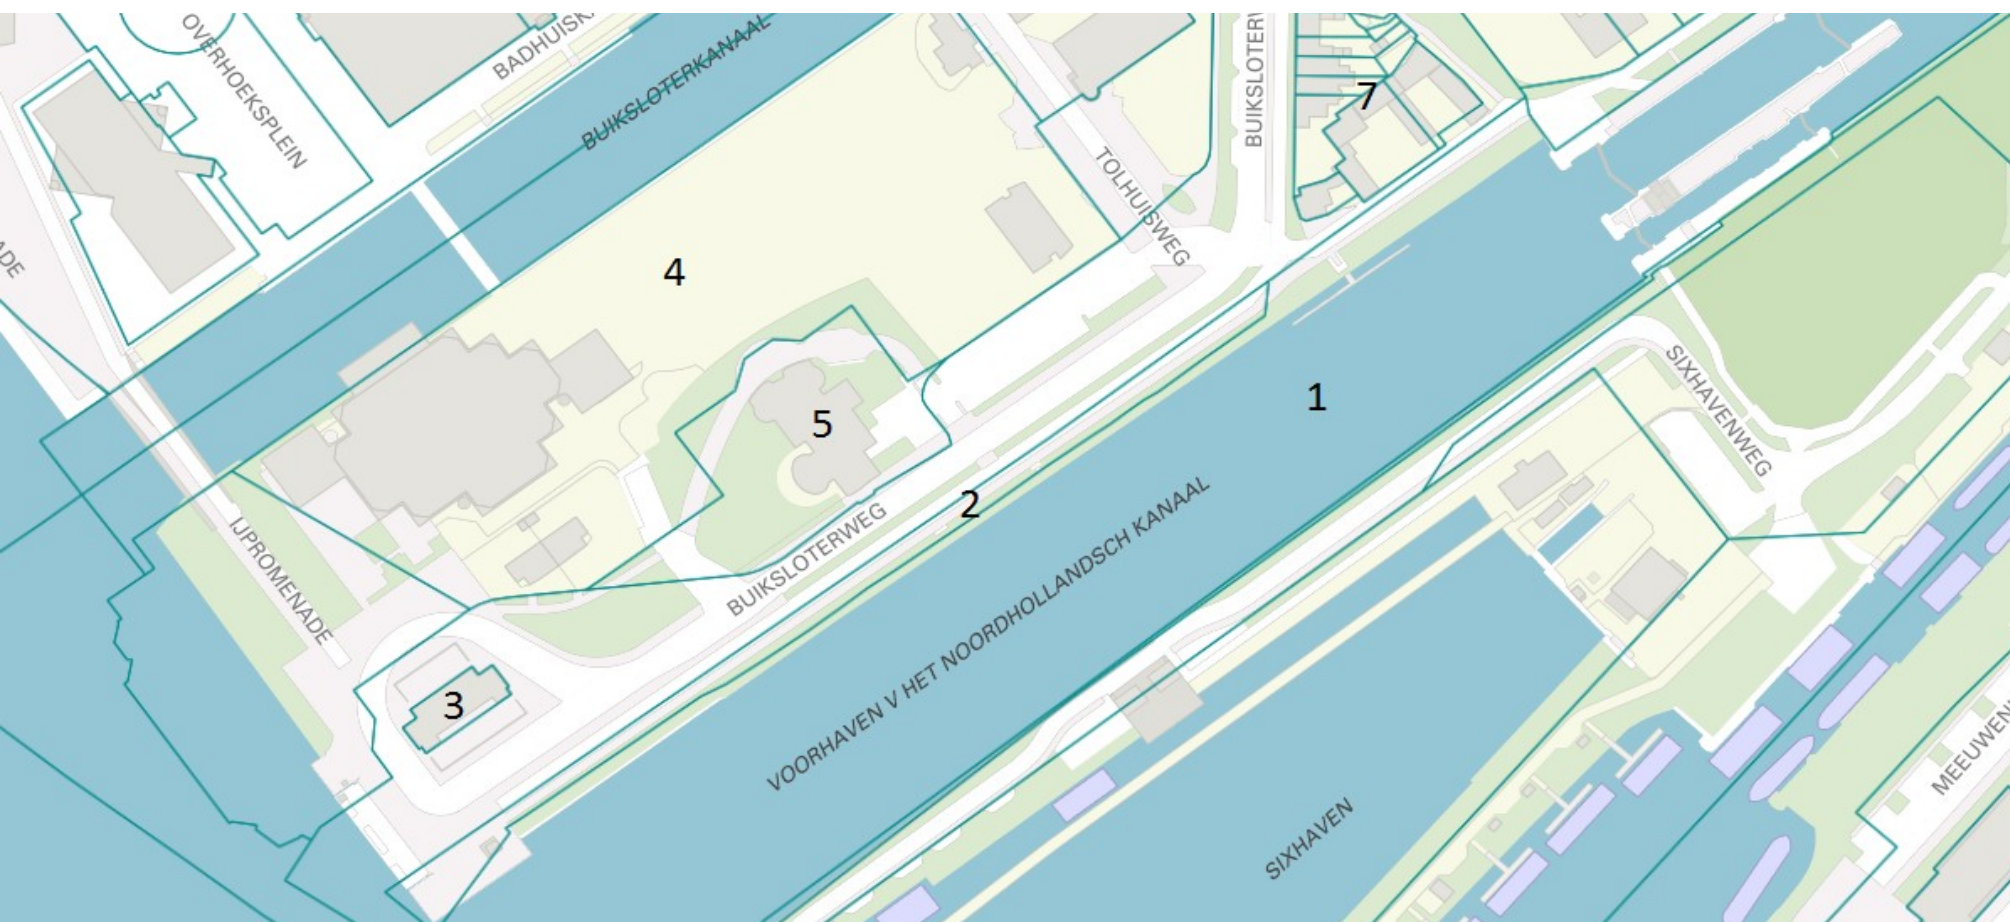 OVERHOEKSPLEIN
BADHUISK
BUIKSLOTERKANAAL
BUIKSLOTERW
7
TOLHUISWEG
ADE
4
SIXHAVENWEG
1
5
2
BUIKSLOTERWEG
IJPROMENADE
VOORHAVEN V HET NOORDHOLLANDSCH KANAAL
3
MEEUWENL
SIXHAVEN